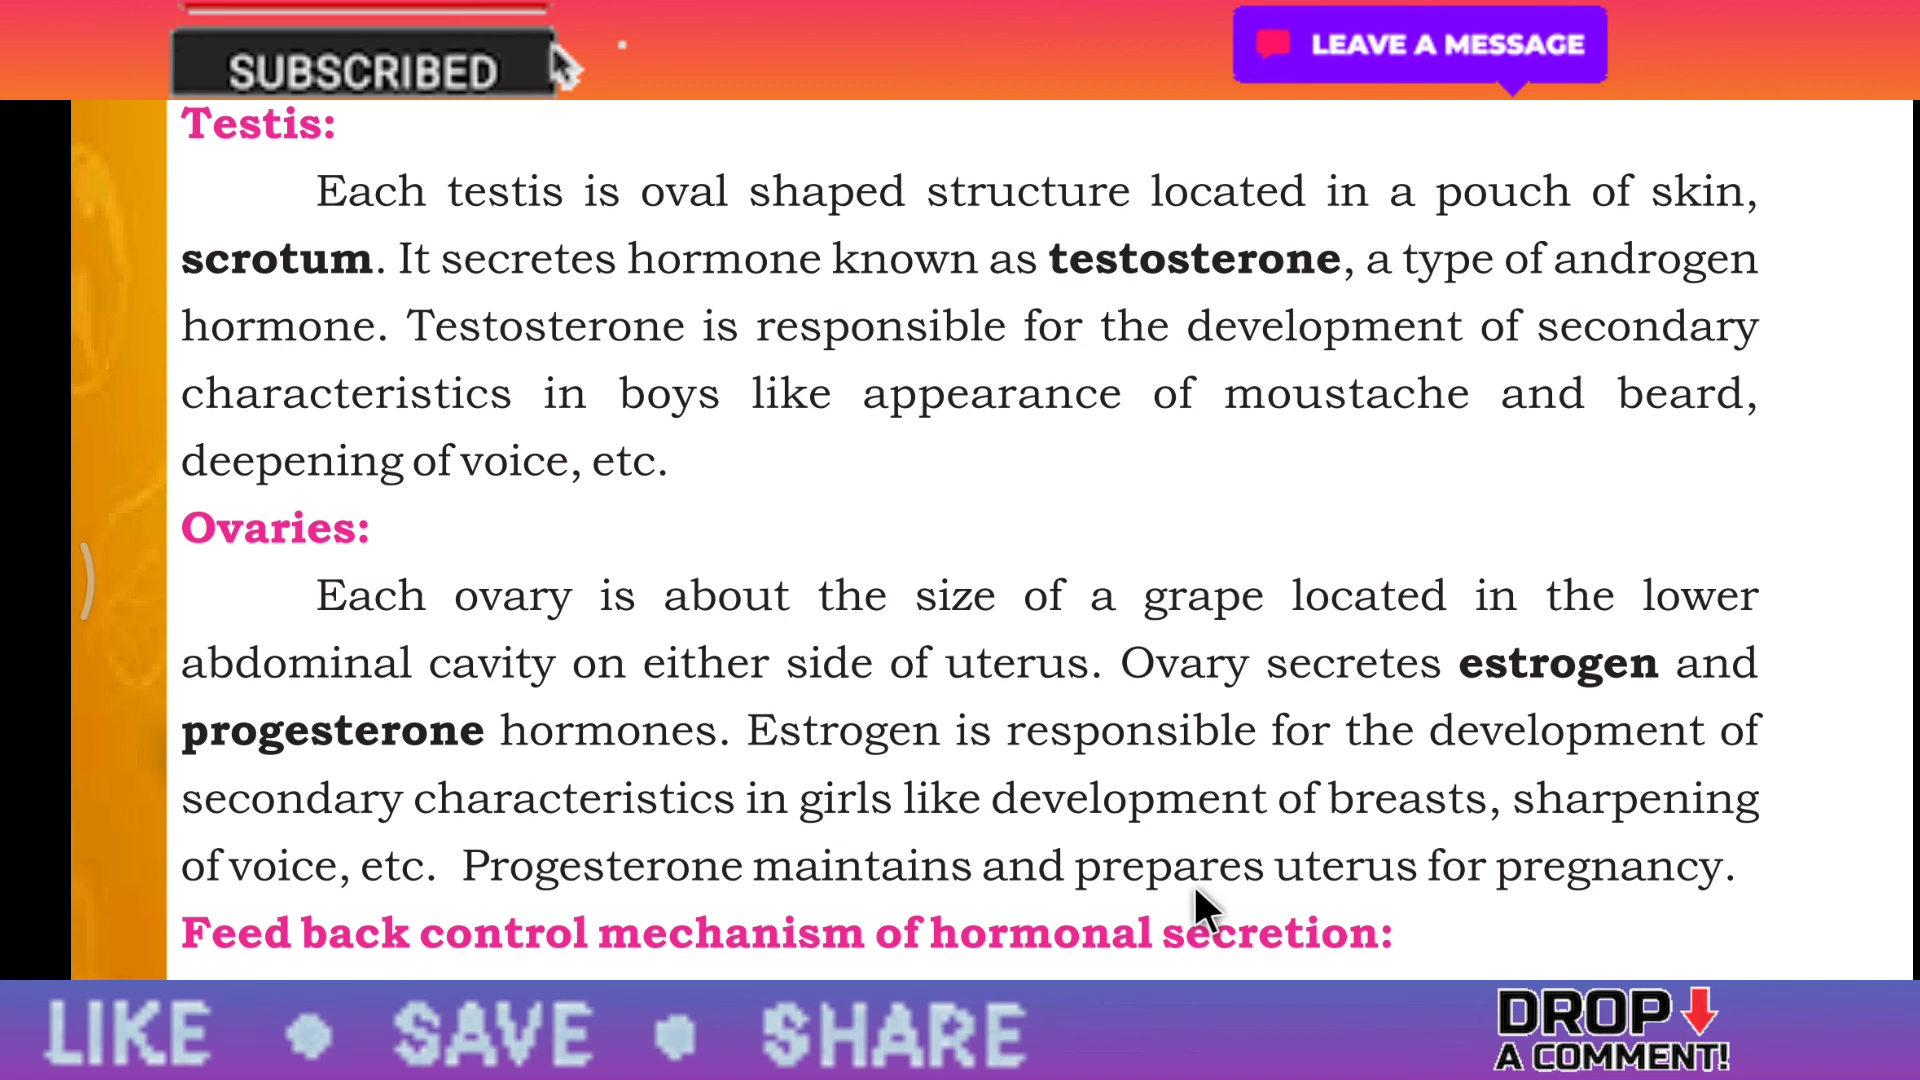 SUBSCRIBED
LEAVE A MESSAGE
Testis:
Each testis is oval shaped structure located in a pouch of skin,
scrotum. It secretes hormone known as testosterone, a type of androgen
hormone. Testosterone is responsible for the development of secondary
characteristics in boys like appearance of moustache and beard,
deepening of voice, etc.
Ovaries:
Each ovary is about the size of a grape located in the lower
abdominal cavity on either side of uterus. Ovary secretes estrogen and
progesterone hormones. Estrogen is responsible for the development of
secondary characteristics in girls like development of breasts, sharpening
of voice, etc. Progesterone maintains and prepares uterus for pregnancy.
Feed back control mechanism of hormonal secretion:
LIKE • SAVE • SHARE
DROP
A COMMENT!